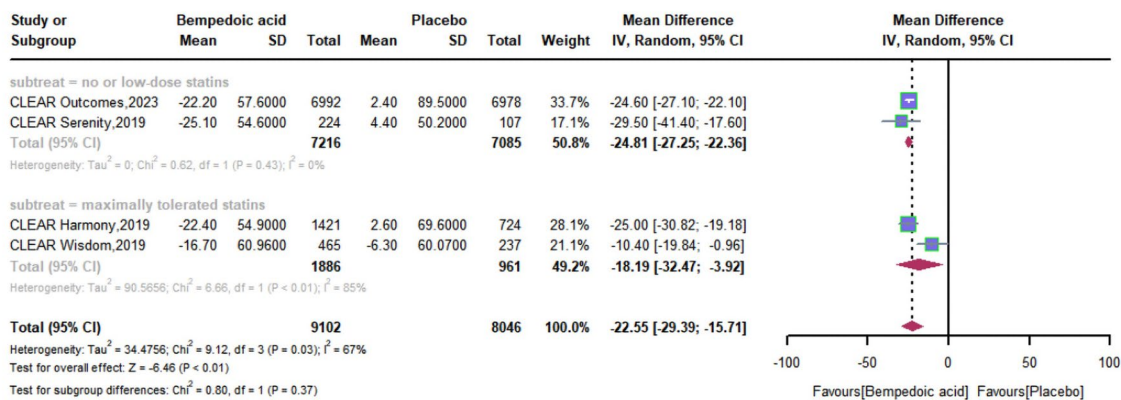 Study or Bempedoic acid Placebo Mean Difference Mean Difference
Subgroup Mean SD Total Mean SD Total Weight IV, Random, 95% CI IV, Random, 95% CI
subtreat = no or low-dose statins
CLEAR Outcomes,2023 -22.20 57.6000 6992 2.40 89.5000 6978 33.7% -24.60 [-27.10; -22.10]
CLEAR Serenity,2019 -25.10 54.6000 224 4.40 50.2000 107 17.1% -29.50 [-41.40; -17.60]
Total (95% CI) 7216 7085 50.8% -24.81 [-27.25; -22.36]
Heterogeneity: Tau² = 0; Chi² = 0.62, df = 1 (P = 0.43); I² = 0%
subtreat = maximally tolerated statins
CLEAR Harmony,2019 -22.40 54.9000 1421 2.60 69.6000 724 28.1% -25.00 [-30.82; -19.18]
CLEAR Wisdom,2019 -16.70 60.9600 465 -6.30 60.0700 237 21.1% -10.40 [-19.84; -0.96]
Total (95% CI) 1886 961 49.2% -18.19 [-32.47; -3.92]
Heterogeneity: Tau² = 90.5656; Chi² = 6.66, df = 1 (P < 0.01); I² = 85%
Total (95% CI) 9102 8046 100.0% -22.55 [-29.39; -15.71]
Heterogeneity: Tau² = 34.4756; Chi² = 9.12, df = 3 (P = 0.03); I² = 67%
Test for overall effect: Z = -6.46 (P < 0.01)
Test for subgroup differences: Chi² = 0.80, df = 1 (P = 0.37)
-100 -50 0 50 100
Favours[Bempedoic acid] Favours[Placebo]